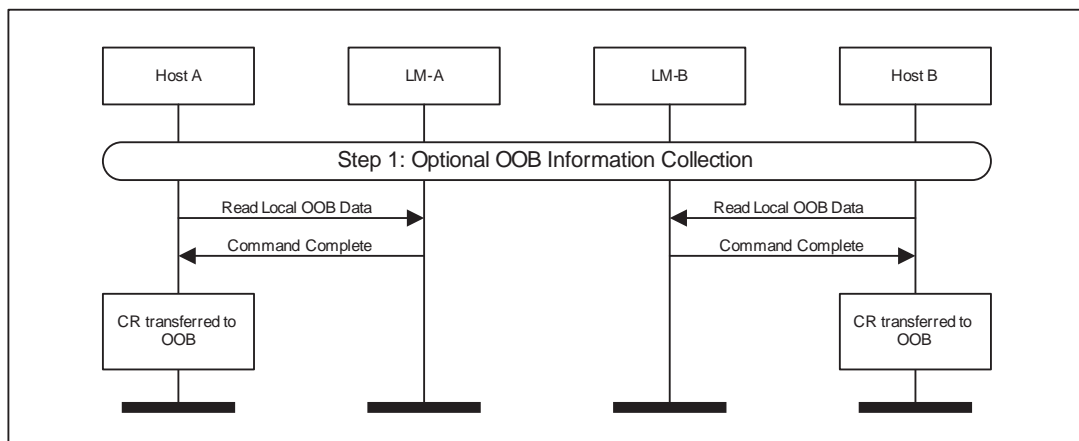 Host A
LM-A
LM-B
Host B
Step 1: Optional OOB Information Collection
Read Local OOB Data
Read Local OOB Data
Command Complete
Command Complete
CR transferred to
OOB
CR transferred to
OOB